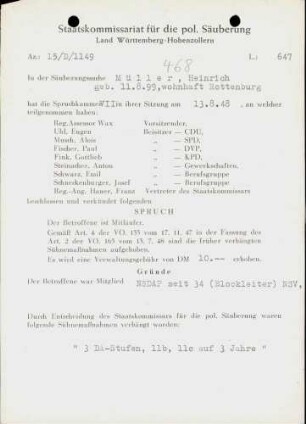 Staatskommissariat für die pol. Säuberung
Land Württemberg-Hohenzollern
Az: 15/D/1149 L: 647
468
In der Säuberungssache Müller, Heinrich
geb. 11.8.99, wohnhaft Rottenburg
hat die Spruchkammer VII in ihrer Sitzung am 13.8.48, an welcher
teilgenommen haben:
Reg.Assessor Wax Vorsitzender.
Uhl, Eugen Beisitzer – CDU,
Munch, Alois „ – SPD,
Fischer, Paul „ – DVP,
Fink, Gottlieb „ – KPD,
Steinacher, Anton „ – Gewerkschaften.
Schwarz, Emil „ – Berufsgruppe
Schneckenburger, Josef „ – Berufsgruppe
Reg.-Ang. Hauer, Franz Vertreter des Staatskommissars
beschlossen und verkündet folgenden
SPRUCH
Der Betroffene ist Mitläufer.
Gemäß Art. 4 der VO. 133 vom 17. 11. 47 in der Fassung des
Art. 2 der VO. 165 vom 13. 7. 48 sind die früher verhängten
Sühnemaßnahmen aufgehoben.
Es wird eine Verwaltungsgebühr von DM 10.-- erhoben.
Gründe
Der Betroffene war Mitglied NSDAP seit 34 (Blockleiter) NSV,
Durch Entscheidung des Staatskommissars für die pol. Säuberung waren
folgende Sühnemaßnahmen verhängt worden:
" 3 DA-Stufen, 11b, 11c auf 3 Jahre "